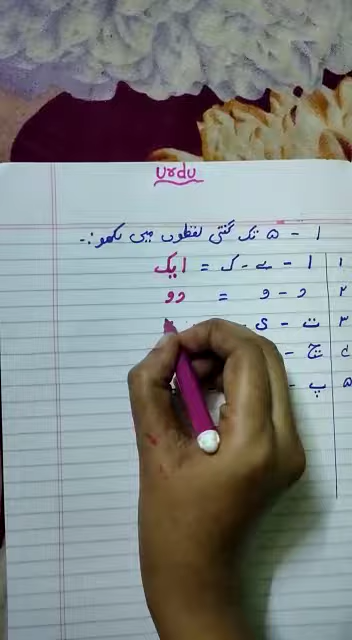 Urdu
۱ - ۵ تک گنتی لفظوں میں لکھو:-
۱ ا - ے - ک = ایک
۲ د - و = دو
۳ ت - ی -
۴ چ -
۵ پ -